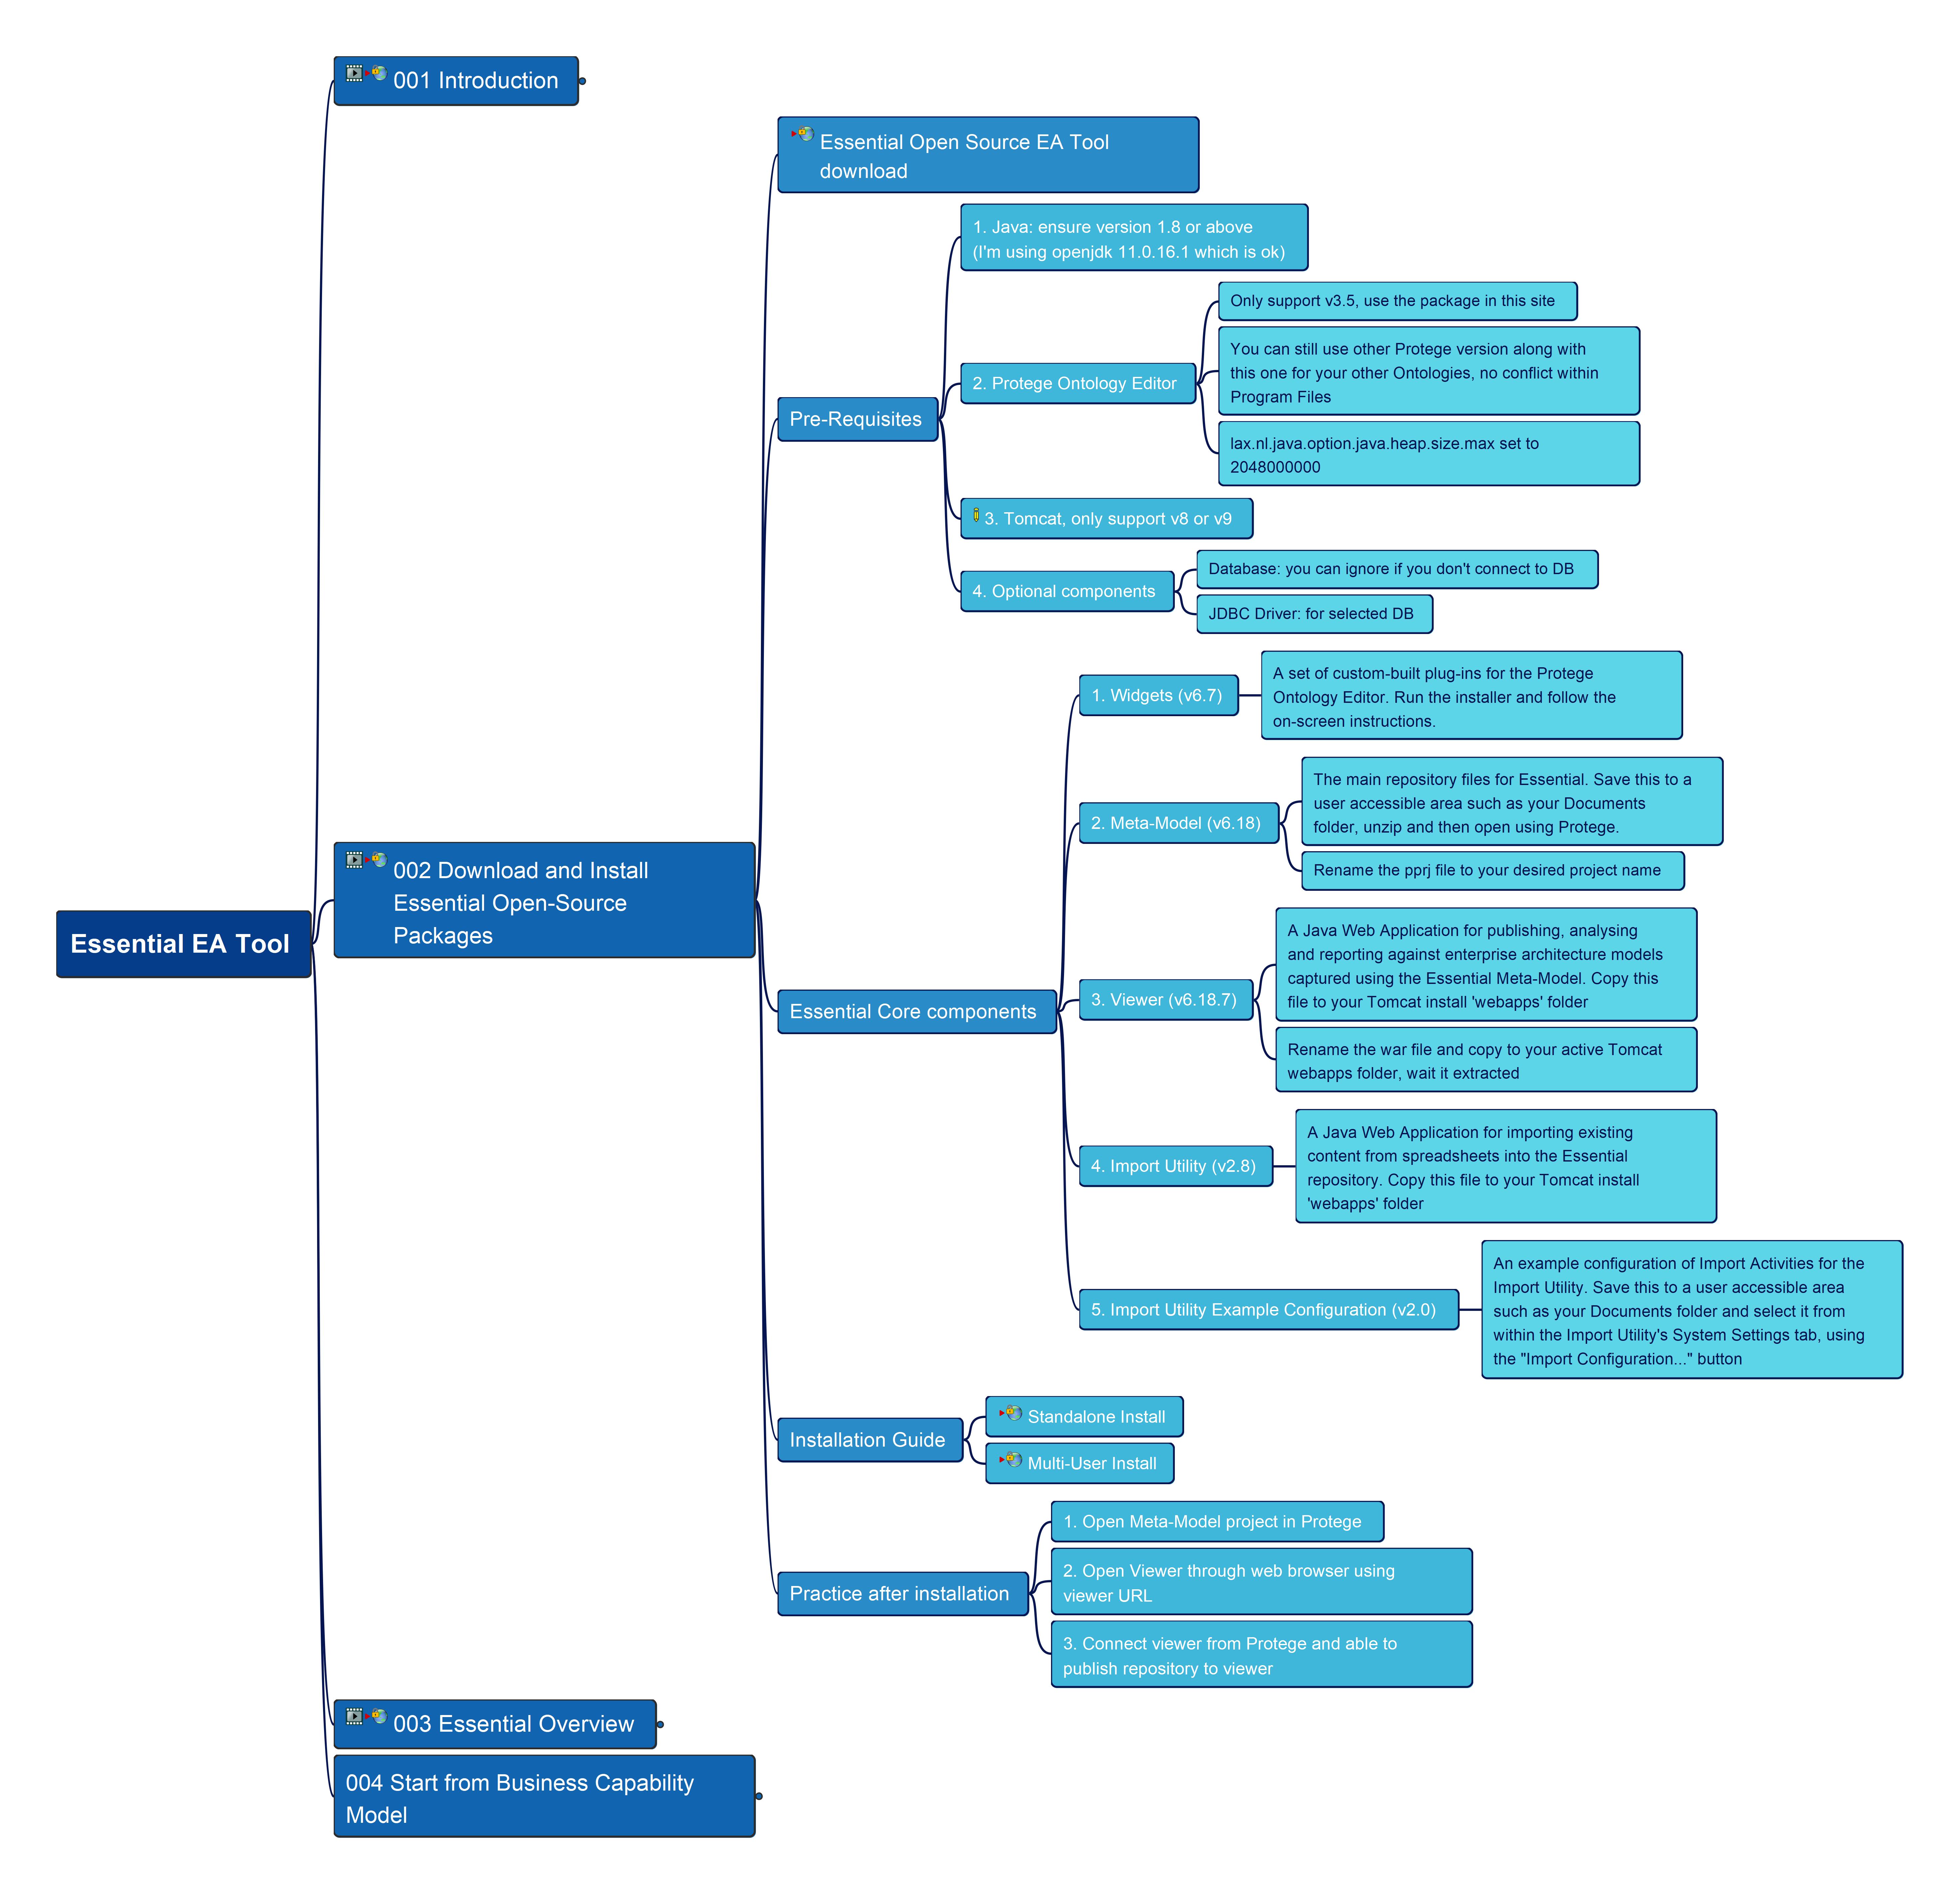 Essential EA Tool
001 Introduction
002 Download and Install
Essential Open-Source
Packages
Essential Open Source EA Tool
download
Pre-Requisites
1. Java: ensure version 1.8 or above
(I'm using openjdk 11.0.16.1 which is ok)
2. Protege Ontology Editor
Only support v3.5, use the package in this site
You can still use other Protege version along with
this one for your other Ontologies, no conflict within
Program Files
lax.nl.java.option.java.heap.size.max set to
2048000000
3. Tomcat, only support v8 or v9
4. Optional components
Database: you can ignore if you don't connect to DB
JDBC Driver: for selected DB
Essential Core components
1. Widgets (v6.7)
A set of custom-built plug-ins for the Protege
Ontology Editor. Run the installer and follow the
on-screen instructions.
2. Meta-Model (v6.18)
The main repository files for Essential. Save this to a
user accessible area such as your Documents
folder, unzip and then open using Protege.
Rename the pprj file to your desired project name
3. Viewer (v6.18.7)
A Java Web Application for publishing, analysing
and reporting against enterprise architecture models
captured using the Essential Meta-Model. Copy this
file to your Tomcat install 'webapps' folder
Rename the war file and copy to your active Tomcat
webapps folder, wait it extracted
4. Import Utility (v2.8)
A Java Web Application for importing existing
content from spreadsheets into the Essential
repository. Copy this file to your Tomcat install
'webapps' folder
5. Import Utility Example Configuration (v2.0)
An example configuration of Import Activities for the
Import Utility. Save this to a user accessible area
such as your Documents folder and select it from
within the Import Utility's System Settings tab, using
the "Import Configuration..." button
Installation Guide
Standalone Install
Multi-User Install
Practice after installation
1. Open Meta-Model project in Protege
2. Open Viewer through web browser using
viewer URL
3. Connect viewer from Protege and able to
publish repository to viewer
003 Essential Overview
004 Start from Business Capability
Model